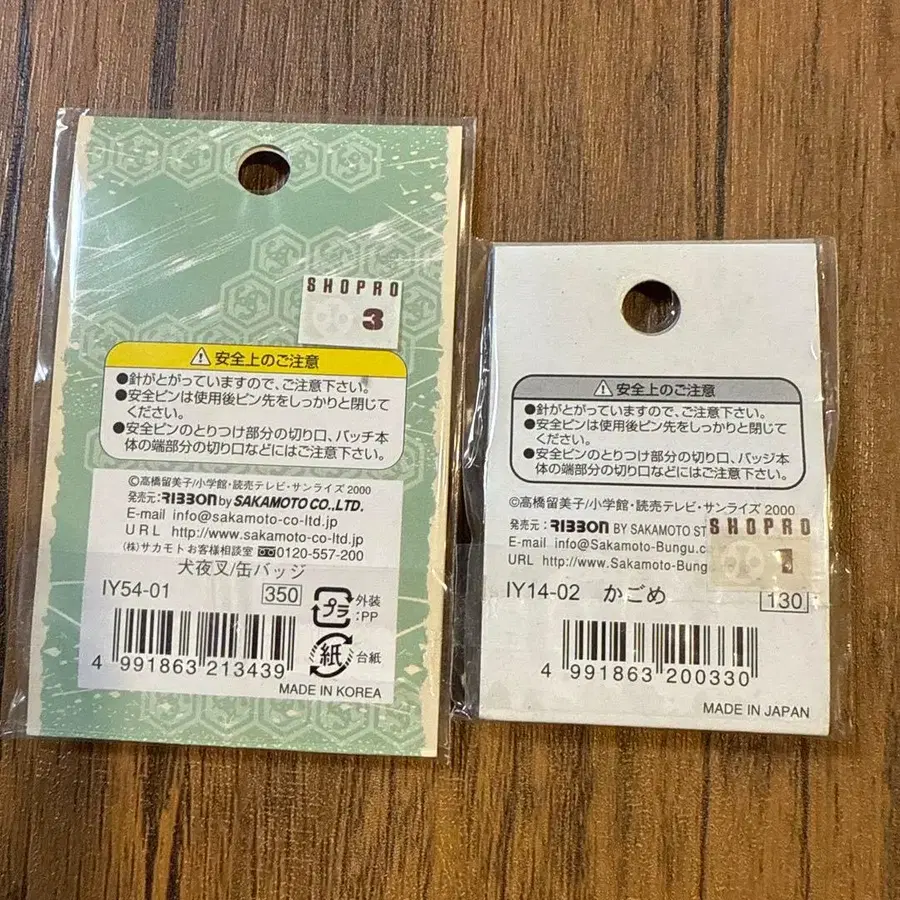 SHOPRO
3
安全上のご注意
●針がとがっていますので、ご注意下さい。
●安全ピンは使用後ピン先をしっかりと閉じて
ください。
●安全ピンのとりつけ部分の切り口、バッチ本
体の端部分の切り口などにはご注意下さい。
©高橋留美子/小学館・読売テレビ・サンライズ 2000
発売元：RIBBON by SAKAMOTO CO.,LTD.
E-mail info@sakamoto-co-ltd.jp
URL http://www.sakamoto-co-ltd.jp
(株)サカモトお客様相談室 0120-557-200
犬夜叉/缶バッジ
IY54-01 350
プラ 外装
:PP
紙 台紙
4 991863 213439
MADE IN KOREA
安全上のご注意
●針がとがっていますので、ご注意下さい。
●安全ピンは使用後ピン先をしっかりと閉じて
ください。
●安全ピンのとりつけ部分の切り口、バッジ本
体の端部分の切り口などにはご注意下さい。
©高橋留美子/小学館・読売テレビ・サンライズ 2000
発売元：RIBBON BY SAKAMOTO ST
SHOPRO
1
E-mail info@Sakamoto-Bungu.c
URL http://www.Sakamoto-Bung
IY14-02 かごめ 130
4 991863 200330
MADE IN JAPAN